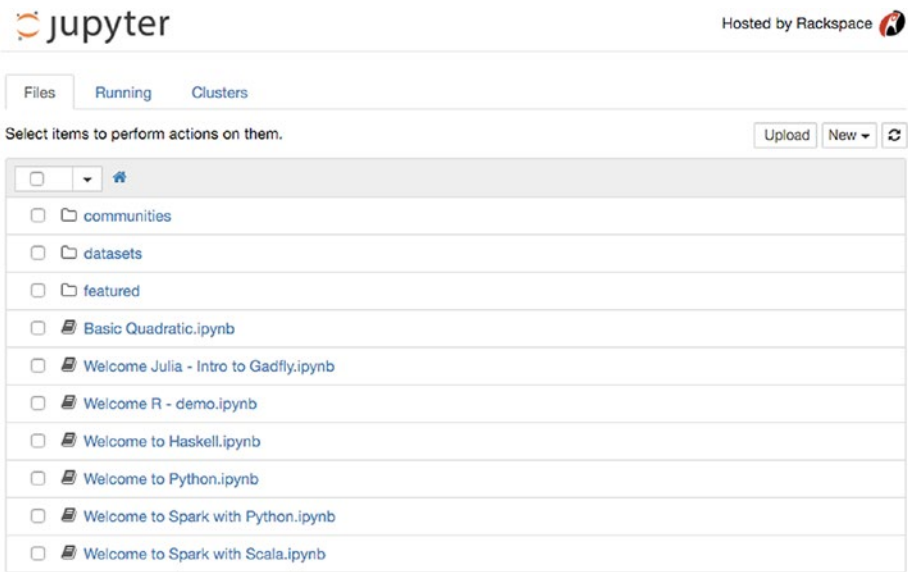 jupyter
Hosted by Rackspace
Files Running Clusters
Select items to perform actions on them.
Upload New
communities
datasets
featured
Basic Quadratic.ipynb
Welcome Julia - Intro to Gadfly.ipynb
Welcome R - demo.ipynb
Welcome to Haskell.ipynb
Welcome to Python.ipynb
Welcome to Spark with Python.ipynb
Welcome to Spark with Scala.ipynb